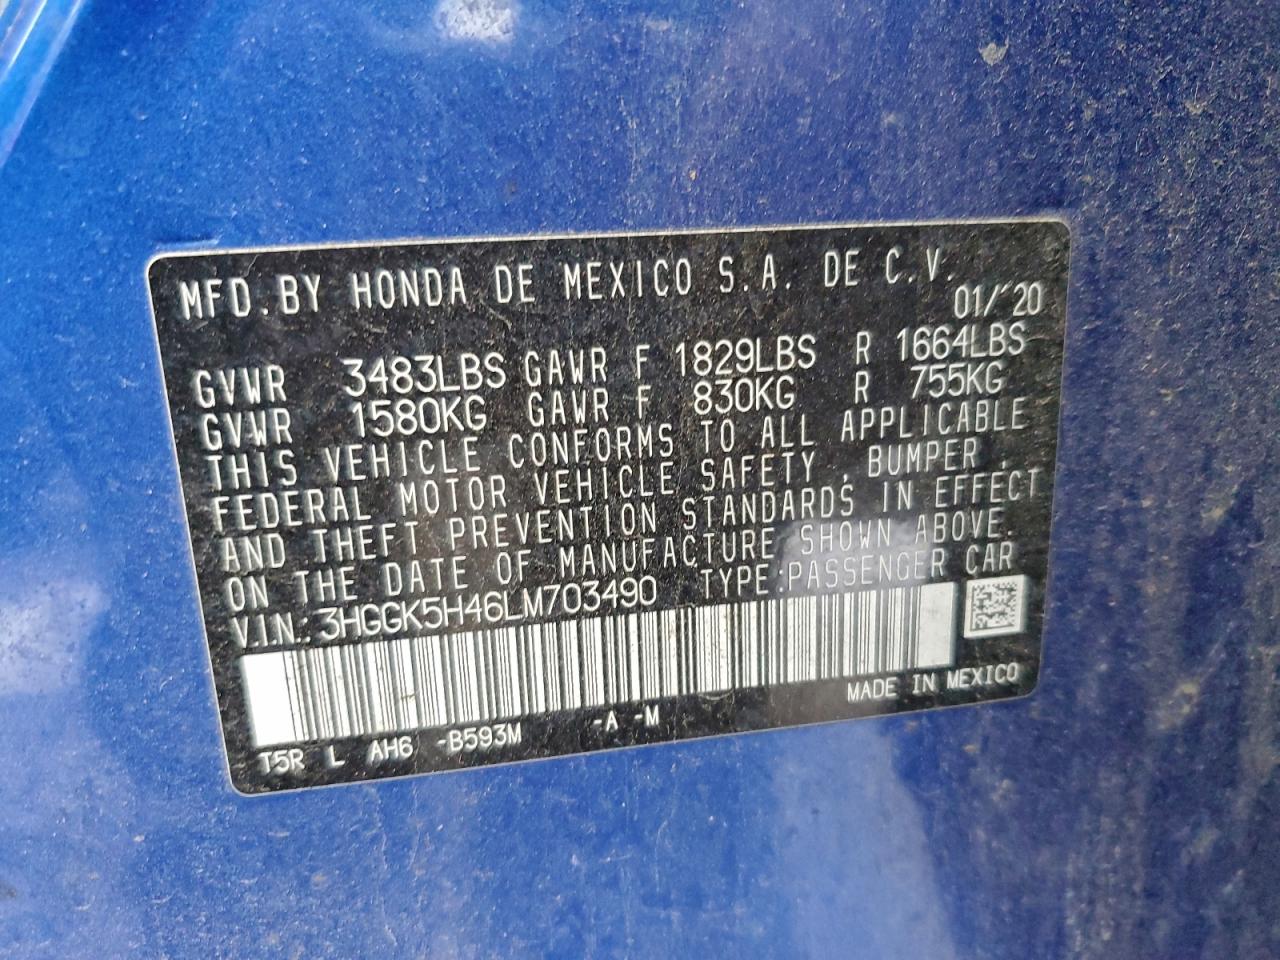 MFD. BY HONDA DE MEXICO S.A. DE C.V.
01/'20
GVWR 3483LBS GAWR F 1829LBS R 1664LBS
GVWR 1580KG GAWR F 830KG R 755KG
THIS VEHICLE CONFORMS TO ALL APPLICABLE
FEDERAL MOTOR VEHICLE SAFETY, BUMPER,
AND THEFT PREVENTION STANDARDS IN EFFECT
ON THE DATE OF MANUFACTURE SHOWN ABOVE.
V.I.N.: 3HGGK5H46LM703490 TYPE:PASSENGER CAR
MADE IN MEXICO
T5R L AH6 -B593M -A -M